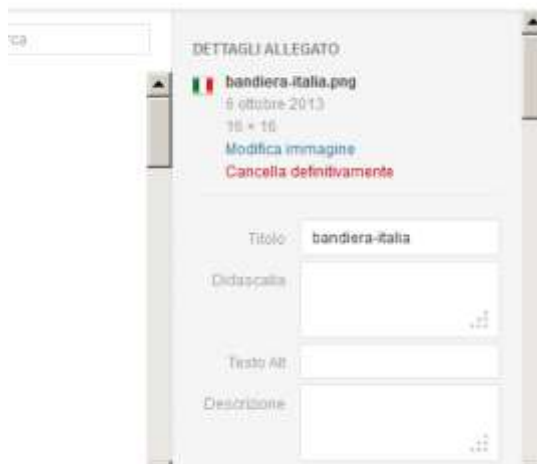 rca
DETTAGLI ALLEGATO
bandiera-italia.png
6 ottobre 2013
16 × 16
Modifica immagine
Cancella definitivamente
Titolo
bandiera-italia
Didascalia
Testo Alt
Descrizione